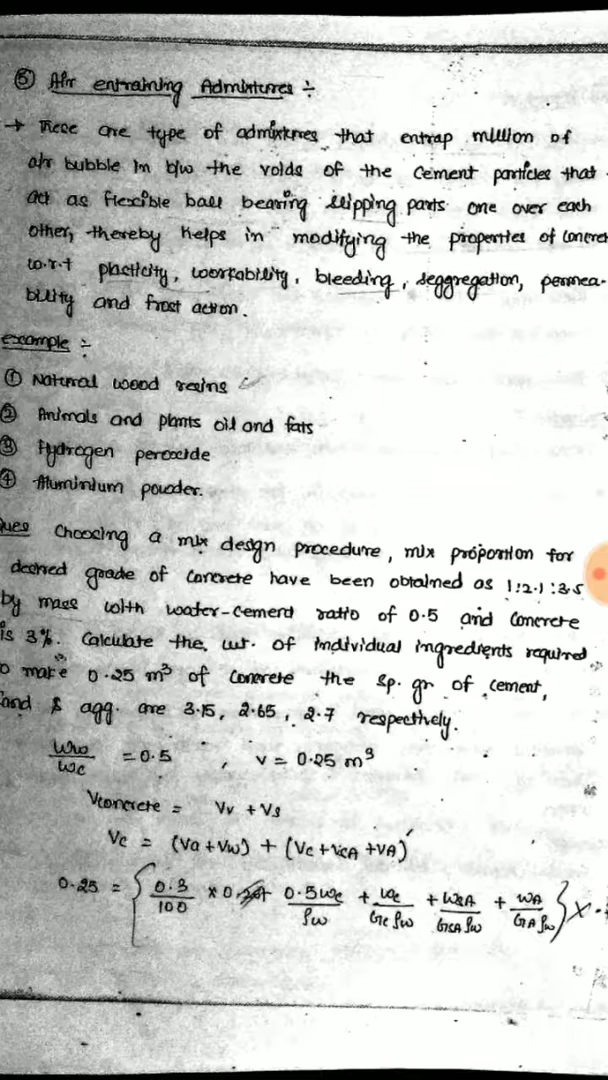 ⑤ Air entraining Admixtures ÷
→ These are type of admixtures that entrap million of
air bubble in b/w the voids of the cement particles that
act as flexible ball bearing slipping parts one over each
other, thereby helps in modifying the properties of concre
w.r.t plasticity, workability, bleeding, seggregation, permea-
bility and frost action.
example ÷
① Natural wood resins
② Animals and plants oil and fats
③ Hydrogen peroxide
④ Aluminium powder.
ques Choosing a mix design procedure, mix proportion for
desired grade of concrete have been obtained as 1:2.1:3.5
by mass with water-cement ratio of 0.5 and concrete
is 3%. Calculate the wt. of individual ingredients required
o make 0.25 m³ of concrete the sp. gr of cement,
and & agg. are 3.15, 2.65, 2.7 respectively.
Ww/Wc = 0.5 , V = 0.25 m³
Vconcrete = Vv + Vs
Vc = (Va + Vw) + (Vc + VCA + VA)
0.25 = { 0.3/100 × 0. + 0.5Wc/ρw + Wc/Gc ρw + WSA/GSA ρw + WA/GA ρw } ×